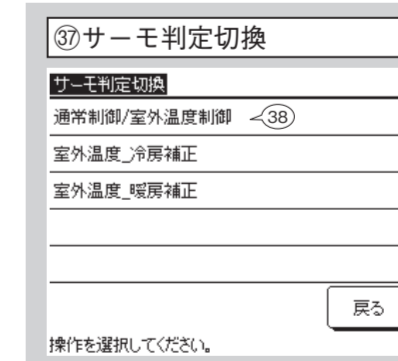 ㊲サーモ判定切換
サーモ判定切換
通常制御/室外温度制御 ㊳
室外温度_冷房補正
室外温度_暖房補正
戻る
操作を選択してください。